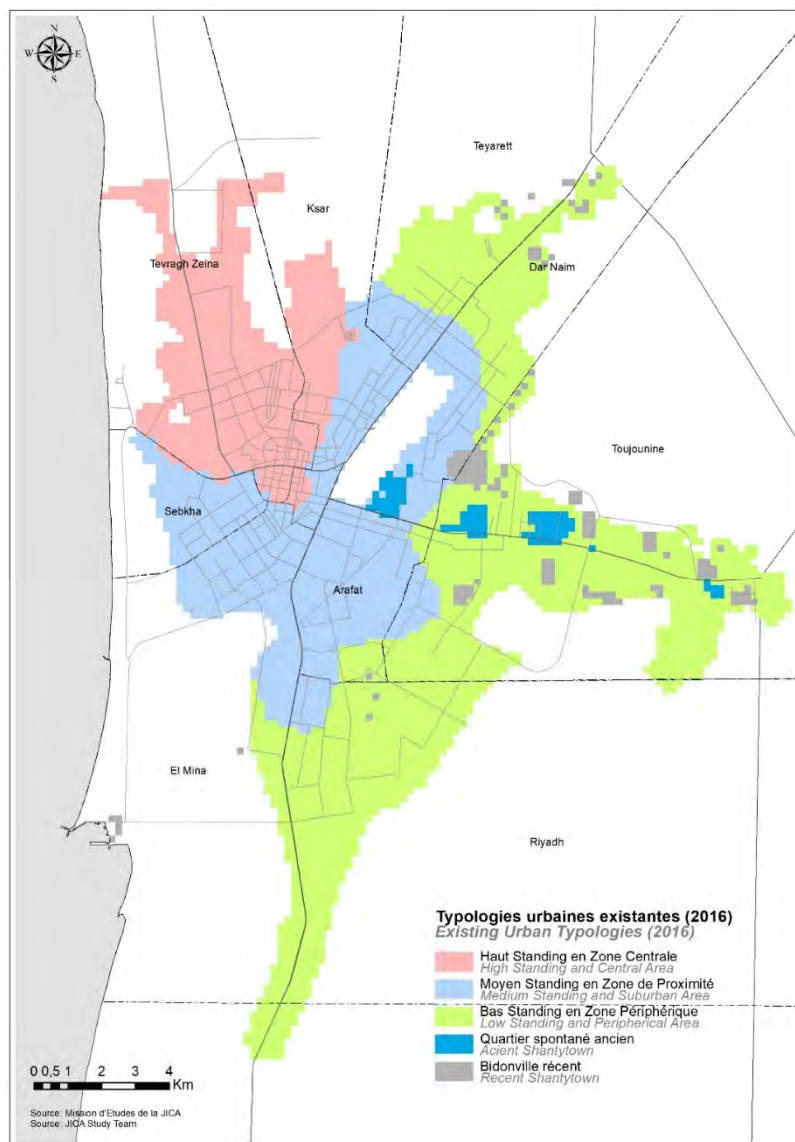 N
W E
S
Teyarett
Ksar
Tevragh Zeina
Dar Naim
Toujounine
Sebkha
Arafat
El Mina
Riyadh
Typologies urbaines existantes (2016)
Existing Urban Typologies (2016)
Haut Standing en Zone Centrale
High Standing and Central Area
Moyen Standing en Zone de Proximité
Medium Standing and Suburban Area
Bas Standing en Zone Périphérique
Low Standing and Peripherical Area
Quartier spontané ancien
Acient Shantytown
Bidonville récent
Recent Shantytown
0 0,5 1 2 3 4
Km
Source: Mission d'Etudes de la JICA
Source: JICA Study Team